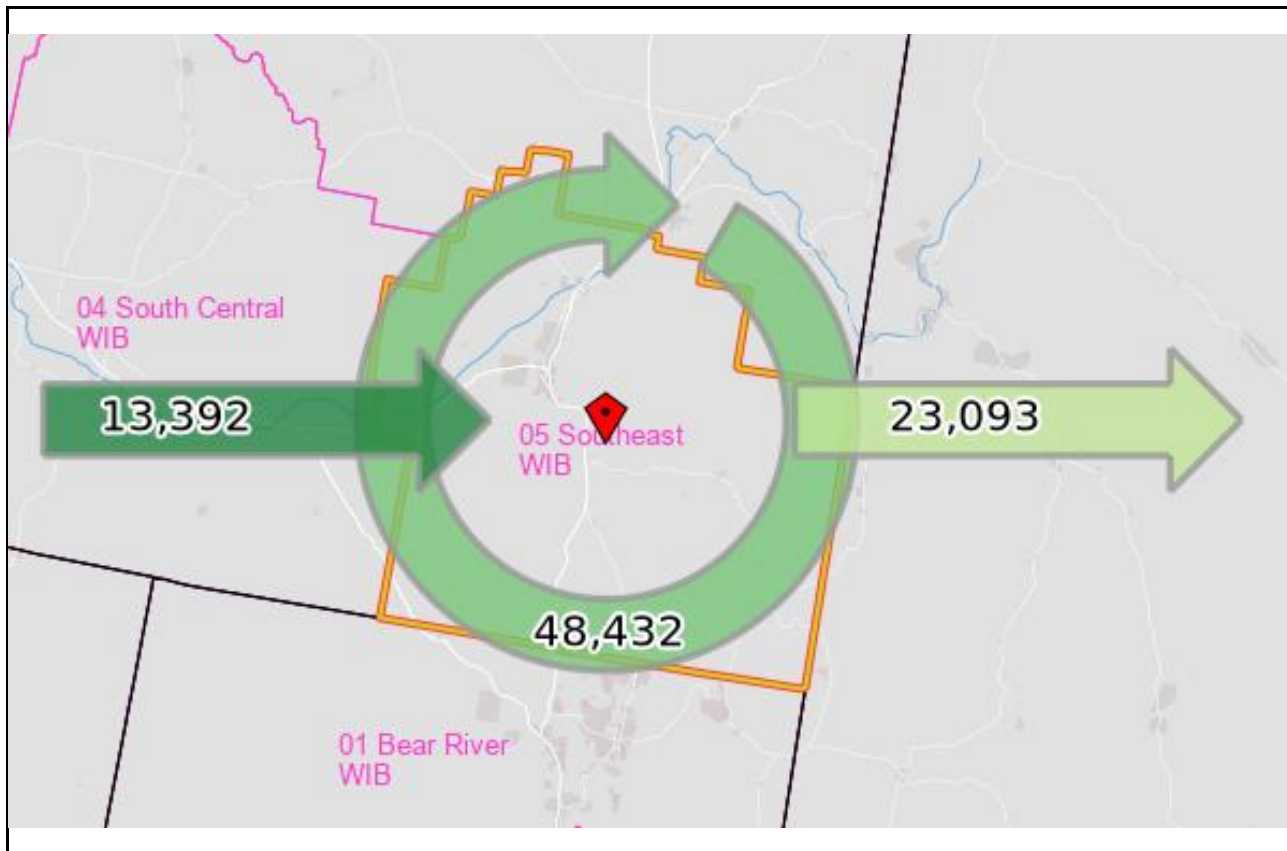 04 South Central
WIB
13,392
23,093
05 Southeast
WIB
48,432
01 Bear River
WIB